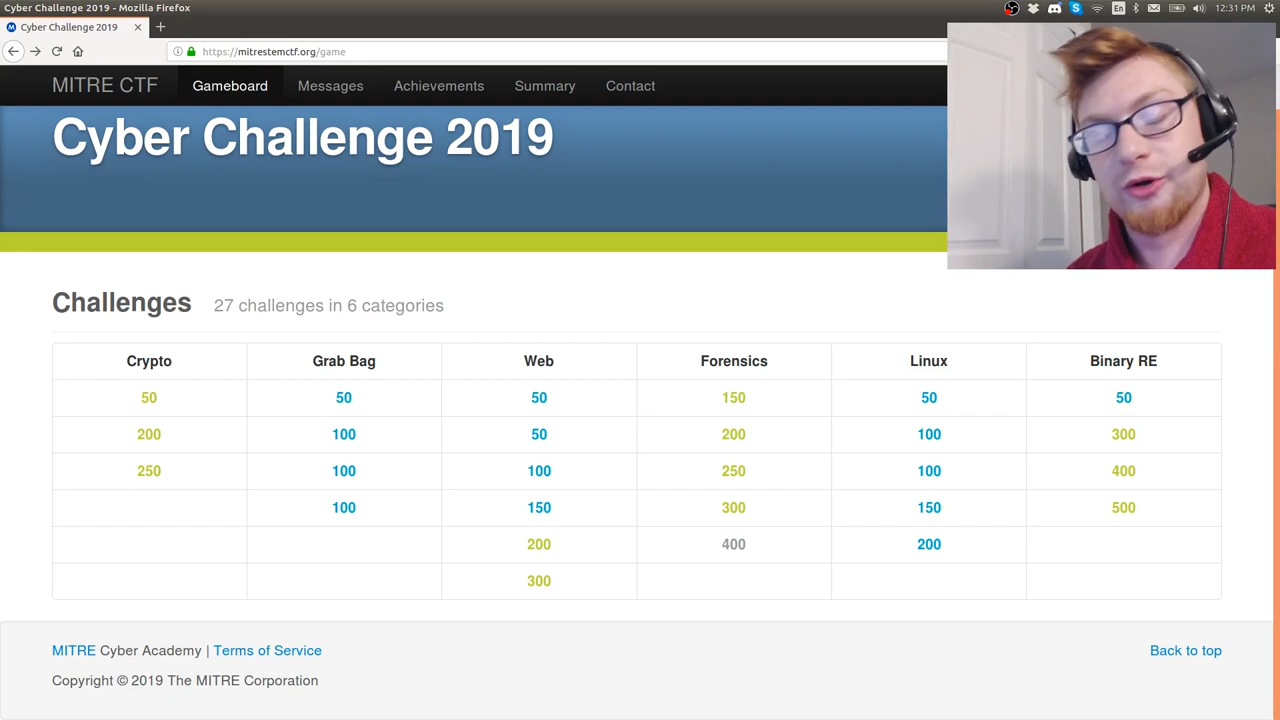 Cyber Challenge 2019 - Mozilla Firefox
En
12:31 PM
Cyber Challenge 2019
https://mitrestemctf.org/game
MITRE CTF Gameboard Messages Achievements Summary Contact
Cyber Challenge 2019
Challenges 27 challenges in 6 categories
Crypto Grab Bag Web Forensics Linux Binary RE
50 50 50 150 50 50
200 100 50 200 100 300
250 100 100 250 100 400
100 150 300 150 500
200 400 200
300
MITRE Cyber Academy | Terms of Service Back to top
Copyright © 2019 The MITRE Corporation